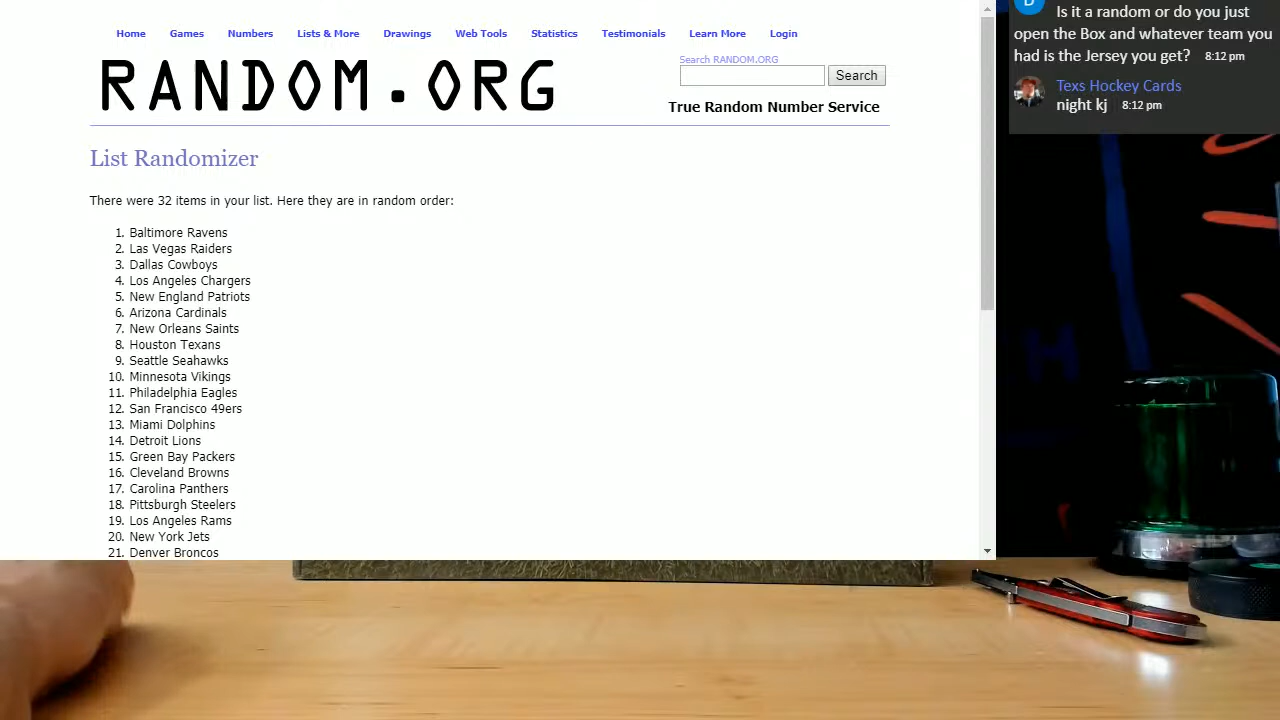 Home Games Numbers Lists & More Drawings Web Tools Statistics Testimonials Learn More Login
RANDOM.ORG
Search RANDOM.ORG
Search
True Random Number Service
List Randomizer
There were 32 items in your list. Here they are in random order:
1. Baltimore Ravens
2. Las Vegas Raiders
3. Dallas Cowboys
4. Los Angeles Chargers
5. New England Patriots
6. Arizona Cardinals
7. New Orleans Saints
8. Houston Texans
9. Seattle Seahawks
10. Minnesota Vikings
11. Philadelphia Eagles
12. San Francisco 49ers
13. Miami Dolphins
14. Detroit Lions
15. Green Bay Packers
16. Cleveland Browns
17. Carolina Panthers
18. Pittsburgh Steelers
19. Los Angeles Rams
20. New York Jets
21. Denver Broncos
D
Is it a random or do you just
open the Box and whatever team you
had is the Jersey you get? 8:12 pm
Texs Hockey Cards
night kj 8:12 pm